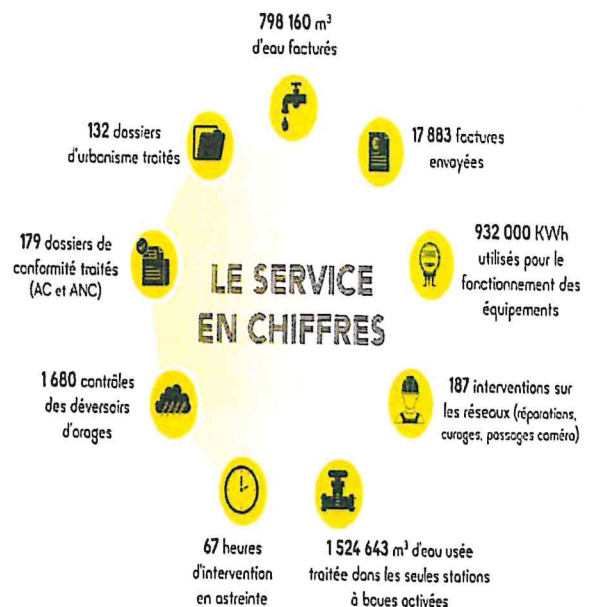 798 160 m³
d'eau facturés
132 dossiers
d'urbanisme traités
17 883 factures
envoyées
179 dossiers de
conformité traités
(AC et ANC)
932 000 KWh
utilisés pour le
fonctionnement des
équipements
LE SERVICE
EN CHIFFRES
1 680 contrôles
des déversoirs
d'orages
187 interventions sur
les réseaux (réparations,
curages, passages caméra)
67 heures
d'intervention
en astreinte
1 524 643 m³ d'eau usée
traitée dans les seules stations
à boues activées